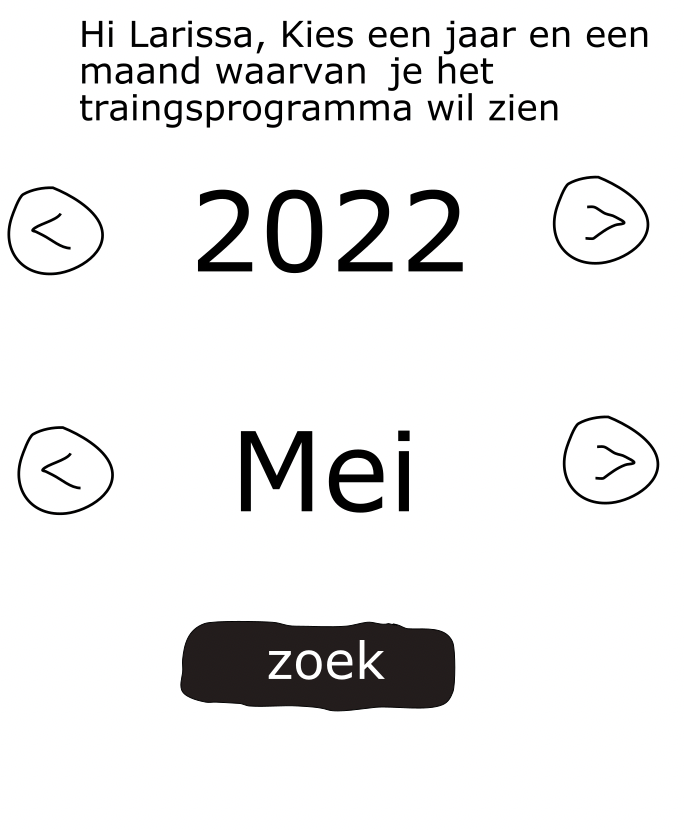 Hi Larissa, Kies een jaar en een
maand waarvan  je het
traingsprogramma wil zien
< 2022 >
< Mei >
zoek